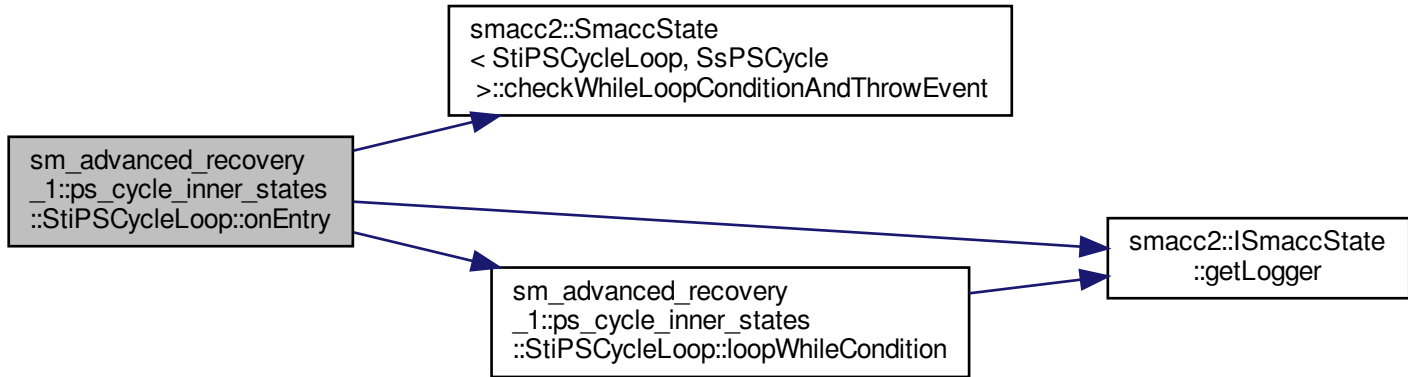 smacc2::SmaccState
< StiPSCycleLoop, SsPSCycle
>::checkWhileLoopConditionAndThrowEvent
sm_advanced_recovery
_1::ps_cycle_inner_states
::StiPSCycleLoop::onEntry
smacc2::ISmaccState
::getLogger
sm_advanced_recovery
_1::ps_cycle_inner_states
::StiPSCycleLoop::loopWhileCondition